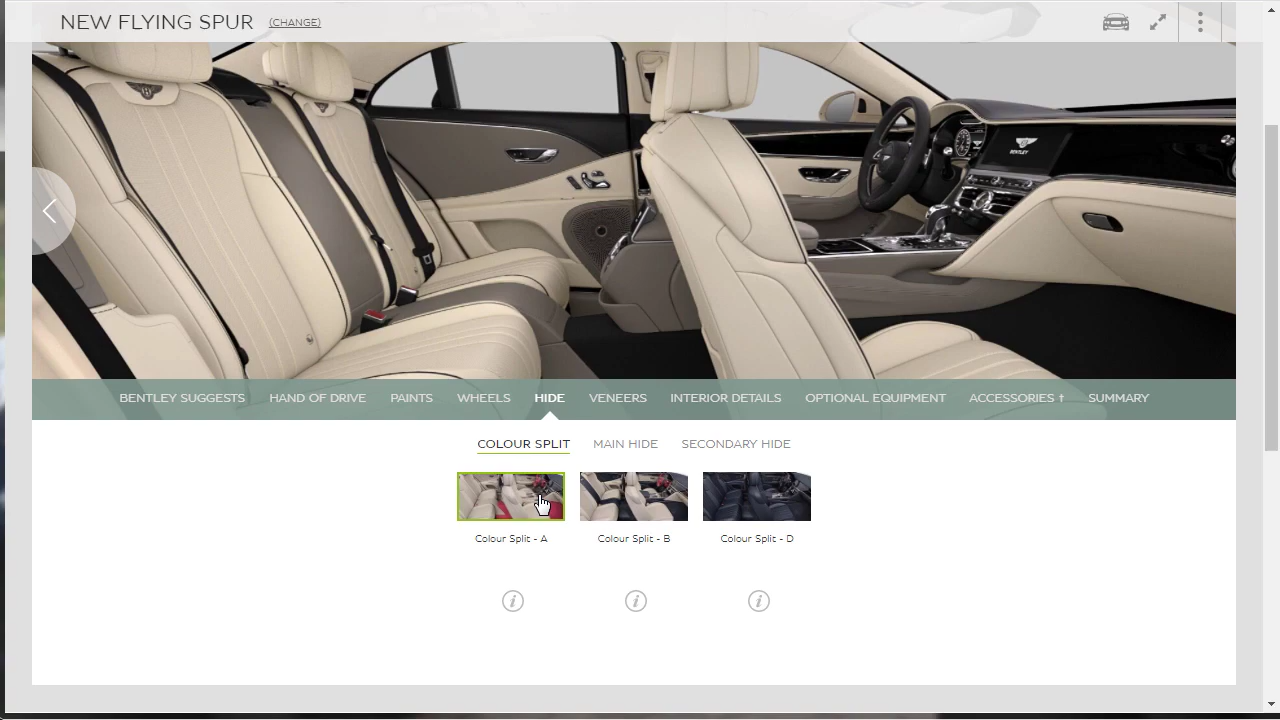 NEW FLYING SPUR (CHANGE)
BENTLEY
BENTLEY SUGGESTS HAND OF DRIVE PAINTS WHEELS HIDE VENEERS INTERIOR DETAILS OPTIONAL EQUIPMENT ACCESSORIES † SUMMARY
COLOUR SPLIT MAIN HIDE SECONDARY HIDE
Colour Split - A Colour Split - B Colour Split - D
i i i